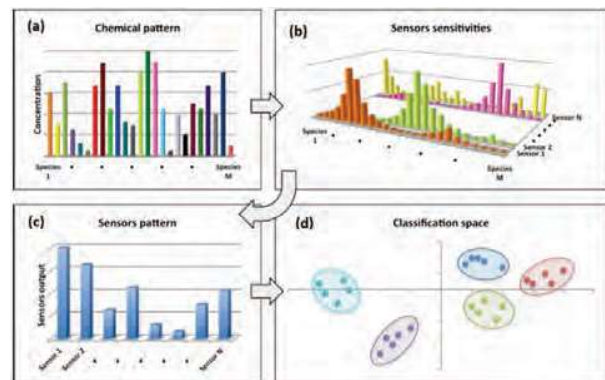 (a) Chemical pattern
Concentration
Species
1
Species
M
(b) Sensors sensitivities
Species
1
Species
M
Sensor 1
Sensor 2
Sensor N
(c) Sensors pattern
Sensors output
Sensor 1
Sensor 2
Sensor N
(d) Classification space